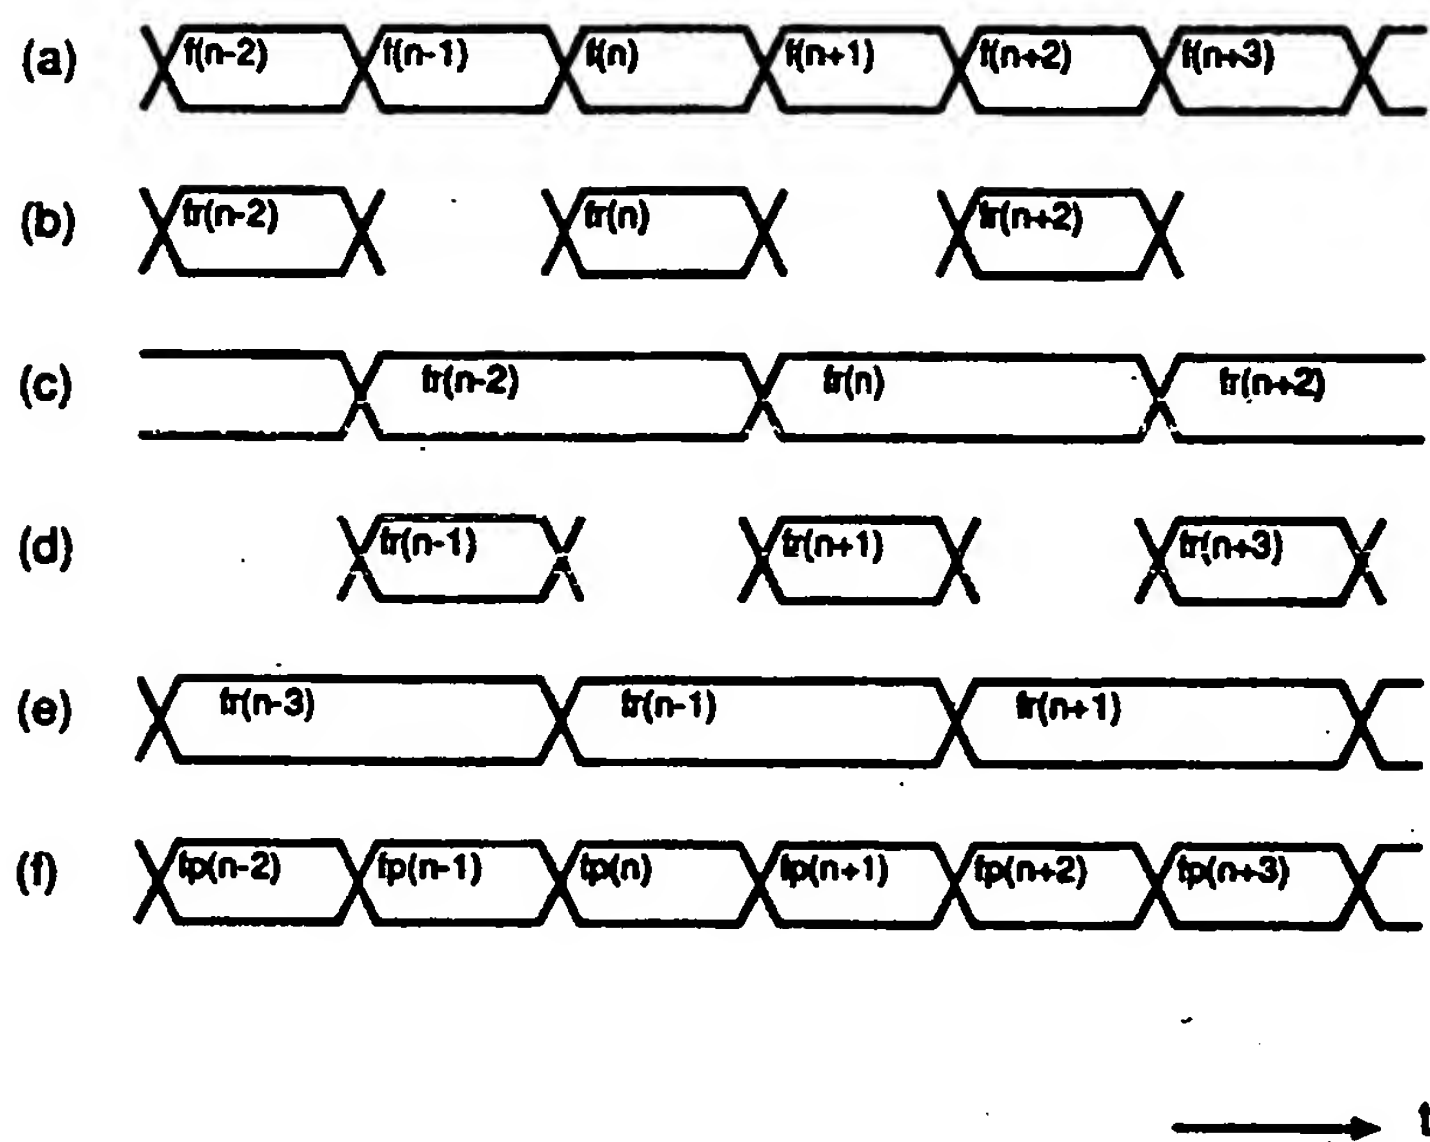 (a) f(n-2) f(n-1) f(n) f(n+1) f(n+2) f(n+3)
(b) fr(n-2) fr(n) fr(n+2)
(c) fr(n-2) fr(n) fr(n+2)
(d) fr(n-1) fr(n+1) fr(n+3)
(e) fr(n-3) fr(n-1) fr(n+1)
(f) fp(n-2) fp(n-1) fp(n) fp(n+1) fp(n+2) fp(n+3)
t